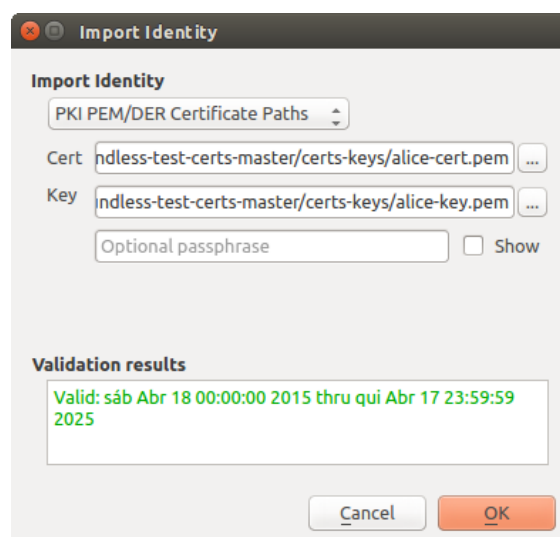 Import Identity
Import Identity
PKI PEM/DER Certificate Paths
Cert ndless-test-certs-master/certs-keys/alice-cert.pem ...
Key indless-test-certs-master/certs-keys/alice-key.pem ...
Optional passphrase Show
Validation results
Valid: sáb Abr 18 00:00:00 2015 thru qui Abr 17 23:59:59
2025
Cancel OK